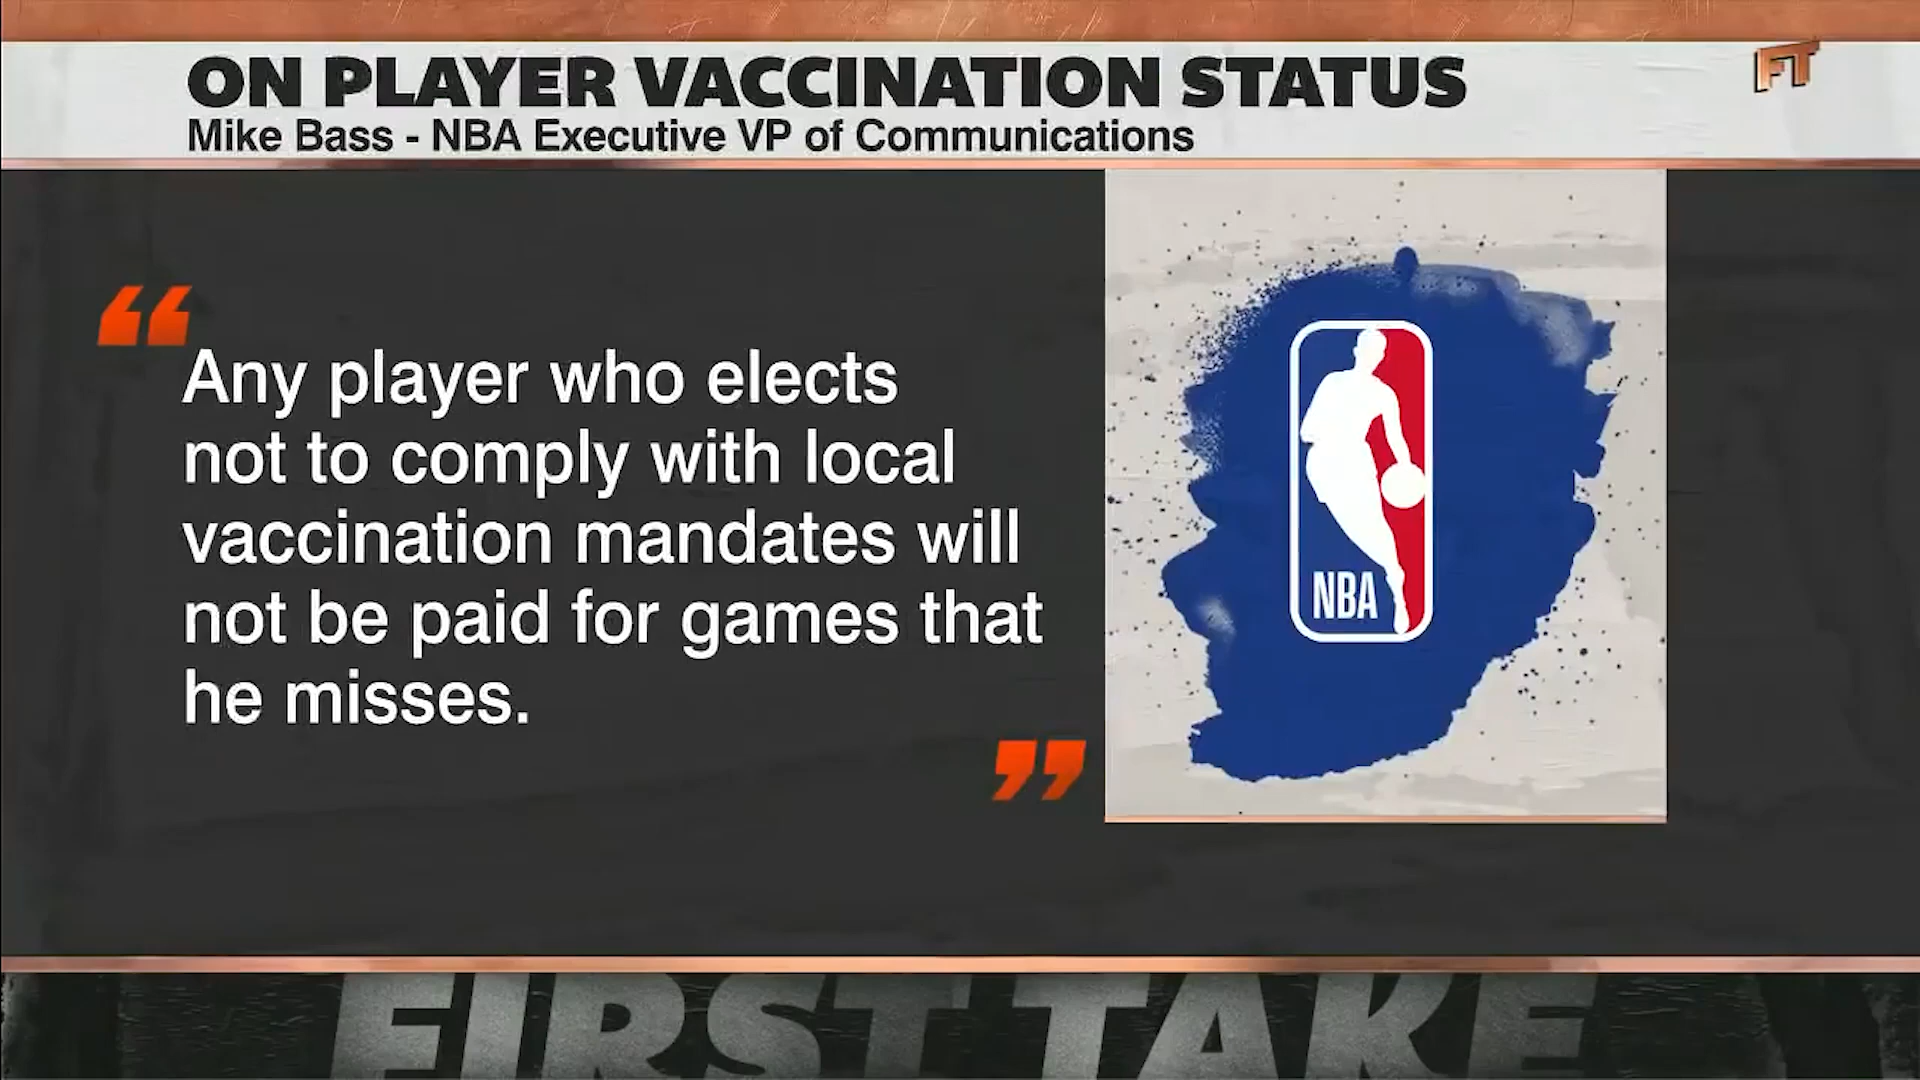 ON PLAYER VACCINATION STATUS
FT
Mike Bass - NBA Executive VP of Communications
“
Any player who elects
not to comply with local
vaccination mandates will
not be paid for games that
he misses.
”
NBA
FIRST TAKE